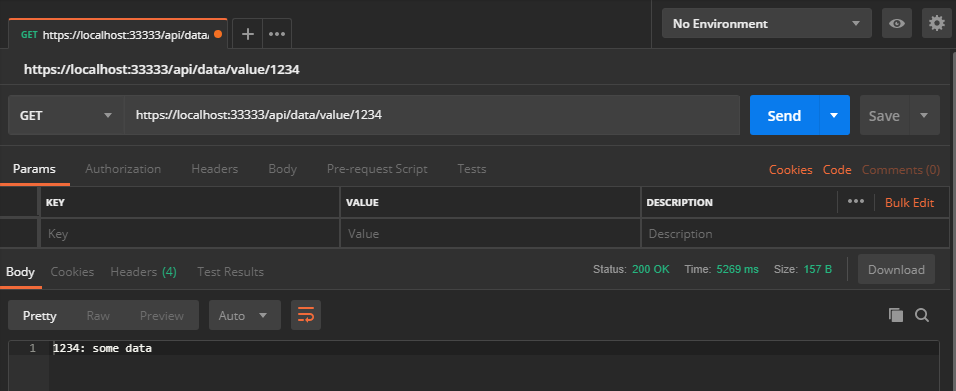 GET https://localhost:33333/api/data/
No Environment
https://localhost:33333/api/data/value/1234
GET https://localhost:33333/api/data/value/1234 Send Save
Params Authorization Headers Body Pre-request Script Tests Cookies Code Comments (0)
KEY VALUE DESCRIPTION Bulk Edit
Key Value Description
Body Cookies Headers (4) Test Results Status: 200 OK Time: 5269 ms Size: 157 B Download
Pretty Raw Preview Auto
1 1234: some data